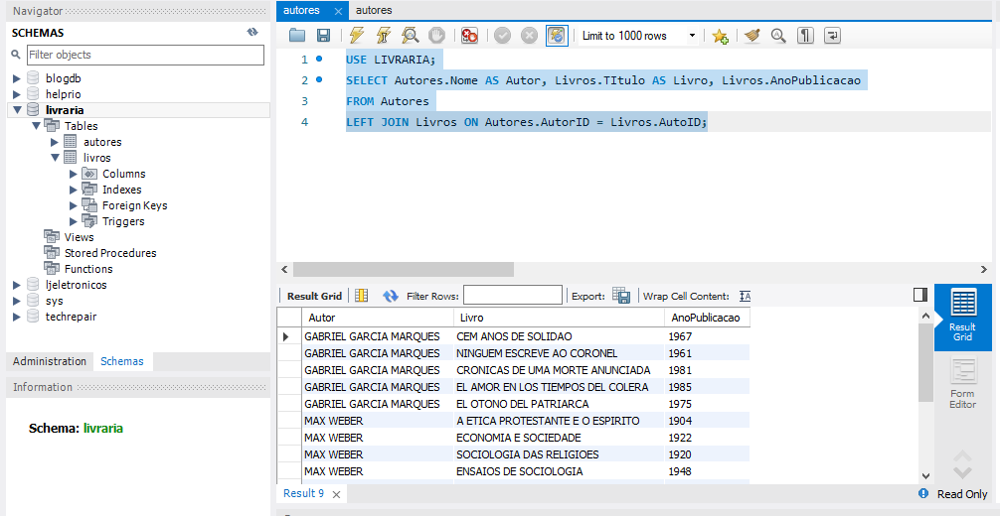 Navigator
SCHEMAS
Filter objects
blogdb
helprio
livraria
Tables
autores
livros
Columns
Indexes
Foreign Keys
Triggers
Views
Stored Procedures
Functions
ljeletronicos
sys
techrepair
Administration Schemas
Information
Schema: livraria
autores autores
Limit to 1000 rows
1 USE LIVRARIA;
2 SELECT Autores.Nome AS Autor, Livros.TItulo AS Livro, Livros.AnoPublicacao
3 FROM Autores
4 LEFT JOIN Livros ON Autores.AutorID = Livros.AutoID;
Result Grid Filter Rows: Export: Wrap Cell Content:
Autor Livro AnoPublicacao
GABRIEL GARCIA MARQUES CEM ANOS DE SOLIDAO 1967
GABRIEL GARCIA MARQUES NINGUEM ESCREVE AO CORONEL 1961
GABRIEL GARCIA MARQUES CRONICAS DE UMA MORTE ANUNCIADA 1981
GABRIEL GARCIA MARQUES EL AMOR EN LOS TIEMPOS DEL COLERA 1985
GABRIEL GARCIA MARQUES EL OTONO DEL PATRIARCA 1975
MAX WEBER A ETICA PROTESTANTE E O ESPIRITO 1904
MAX WEBER ECONOMIA E SOCIEDADE 1922
MAX WEBER SOCIOLOGIA DAS RELIGIOES 1920
MAX WEBER ENSAIOS DE SOCIOLOGIA 1948
Result
Grid
Form
Editor
Result 9
Read Only